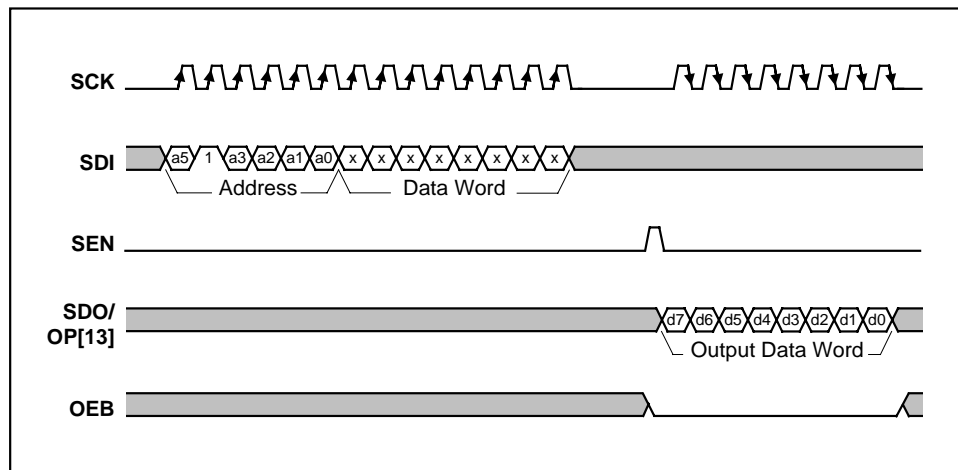 SCK
SDI
a5 1 a3 a2 a1 a0 x x x x x x x x
Address Data Word
SEN
SDO/
OP[13]
d7 d6 d5 d4 d3 d2 d1 d0
Output Data Word
OEB